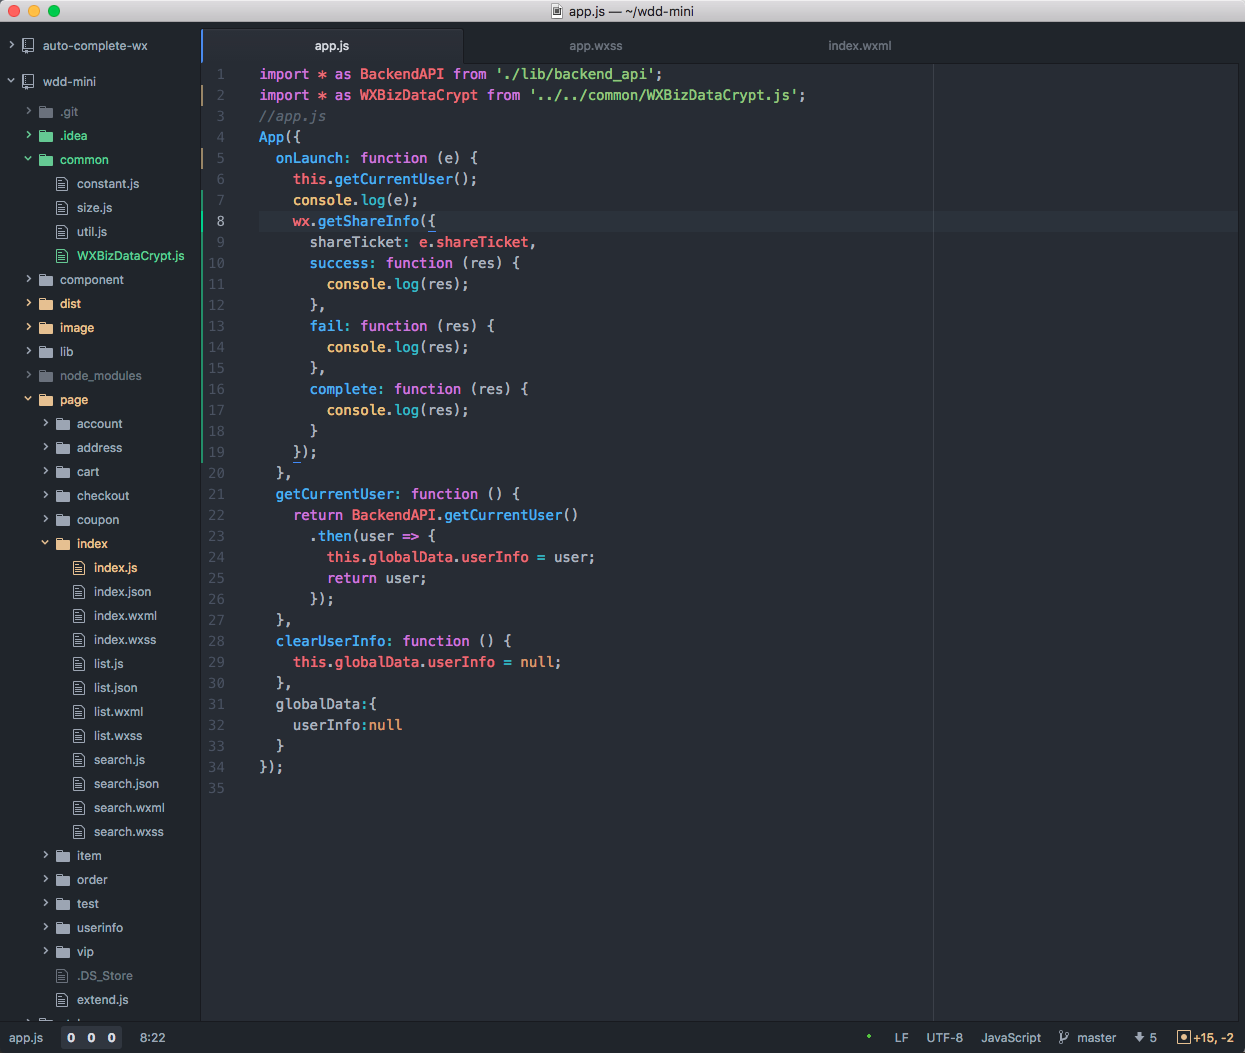 app.js — ~/wdd-mini
auto-complete-wx
wdd-mini
.git
.idea
common
constant.js
size.js
util.js
WXBizDataCrypt.js
component
dist
image
lib
node_modules
page
account
address
cart
checkout
coupon
index
index.js
index.json
index.wxml
index.wxss
list.js
list.json
list.wxml
list.wxss
search.js
search.json
search.wxml
search.wxss
item
order
test
userinfo
vip
.DS_Store
extend.js
app.js
app.wxss
index.wxml
1 import * as BackendAPI from './lib/backend_api';
2 import * as WXBizDataCrypt from '../../common/WXBizDataCrypt.js';
3 //app.js
4 App({
5 onLaunch: function (e) {
6 this.getCurrentUser();
7 console.log(e);
8 wx.getShareInfo({
9 shareTicket: e.shareTicket,
10 success: function (res) {
11 console.log(res);
12 },
13 fail: function (res) {
14 console.log(res);
15 },
16 complete: function (res) {
17 console.log(res);
18 }
19 });
20 },
21 getCurrentUser: function () {
22 return BackendAPI.getCurrentUser()
23 .then(user => {
24 this.globalData.userInfo = user;
25 return user;
26 });
27 },
28 clearUserInfo: function () {
29 this.globalData.userInfo = null;
30 },
31 globalData:{
32 userInfo:null
33 }
34 });
35
app.js 0 0 0 8:22 LF UTF-8 JavaScript master 5 +15, -2